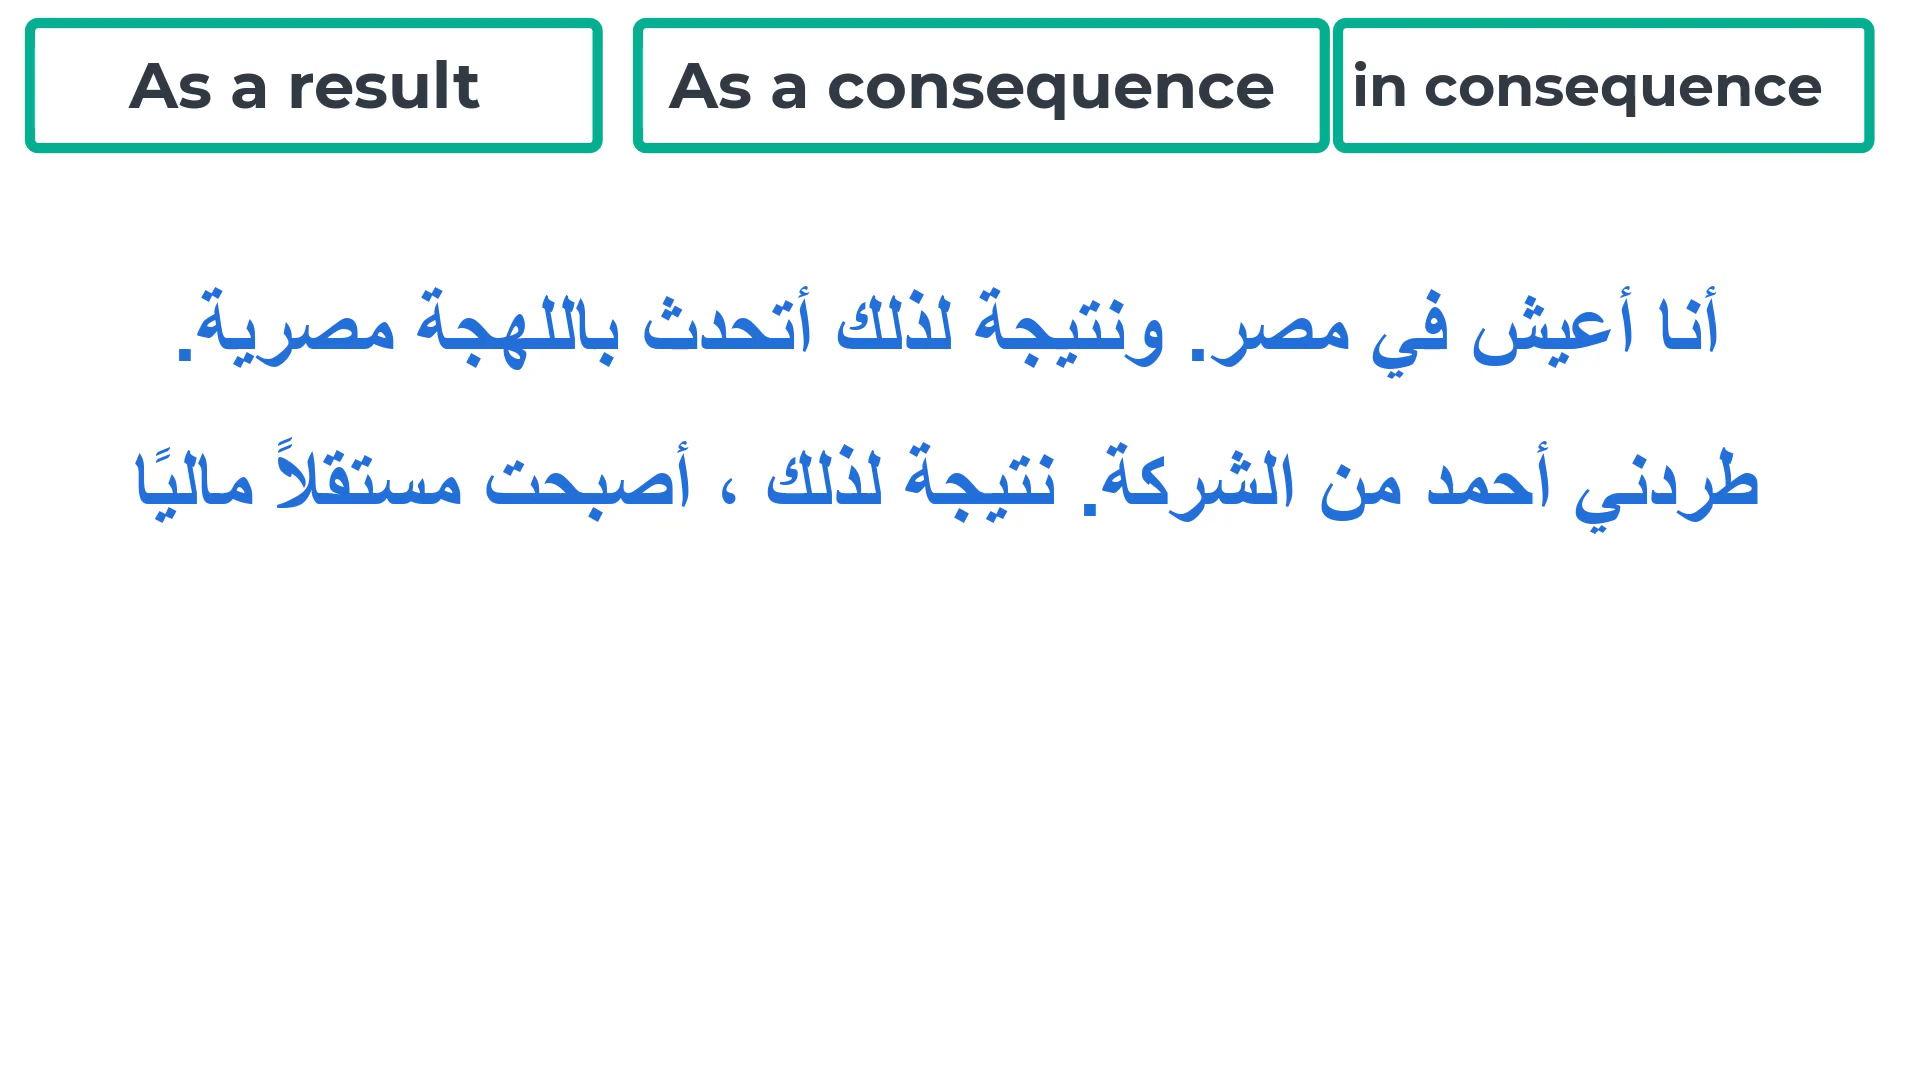 As a result
As a consequence
in consequence
أنا أعيش في مصر. ونتيجة لذلك أتحدث باللهجة مصرية.
طردني أحمد من الشركة. نتيجة لذلك ، أصبحت مستقلاً ماليًا